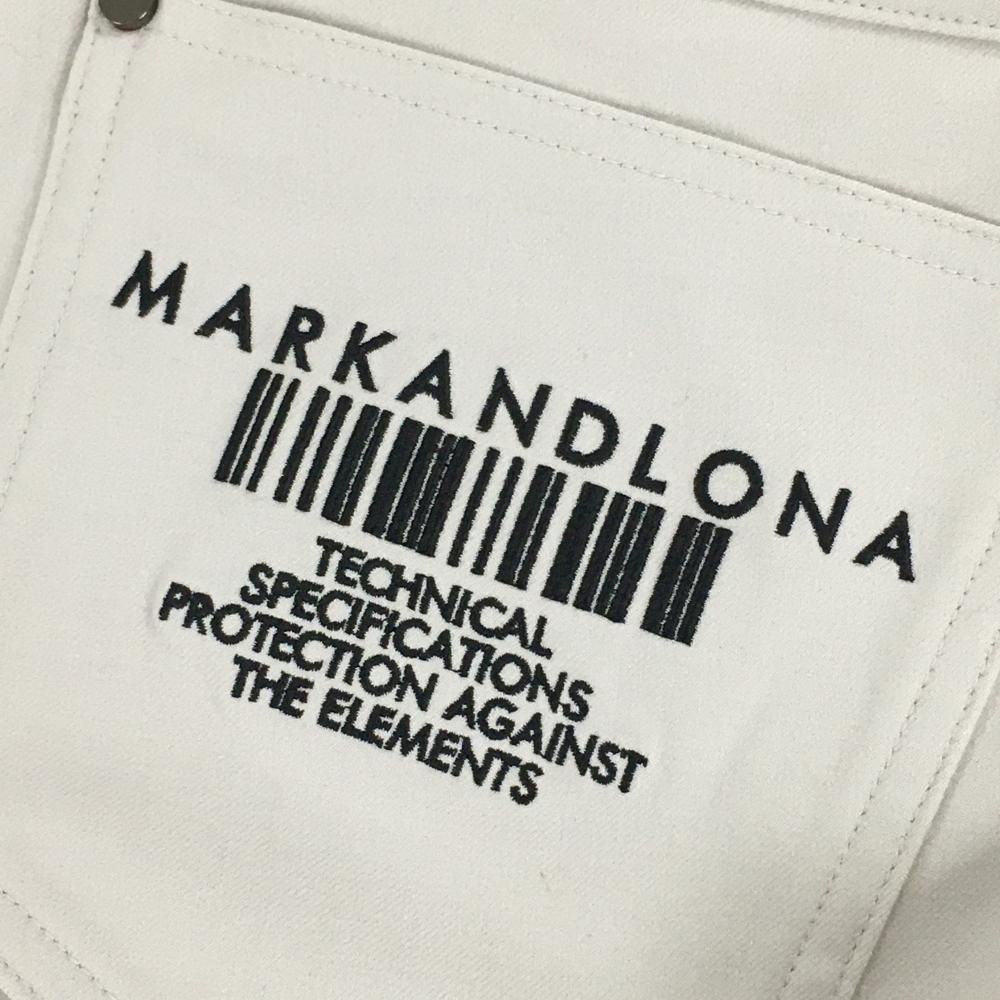 MARKANDLONA
TECHNICAL
SPECIFICATIONS
PROTECTION AGAINST
THE ELEMENTS